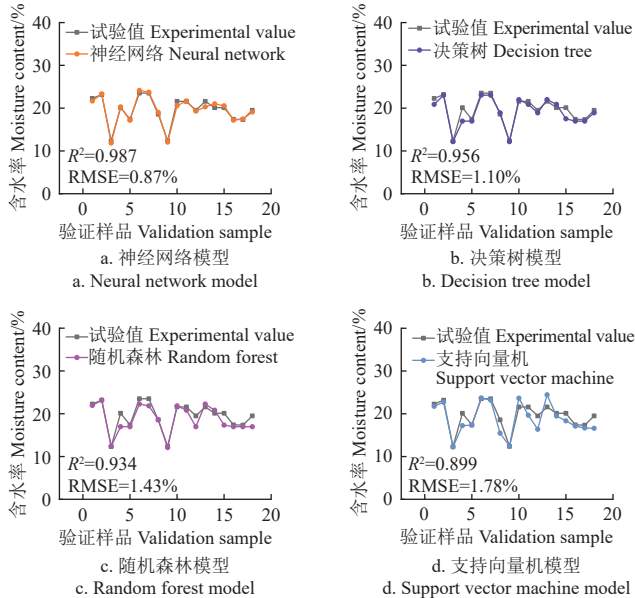 含水率 Moisture content/%
40
30
20
10
0
试验值 Experimental value
神经网络 Neural network
R²=0.987
RMSE=0.87%
0 5 10 15 20
验证样品 Validation sample
a. 神经网络模型
a. Neural network model
含水率 Moisture content/%
40
30
20
10
0
试验值 Experimental value
决策树 Decision tree
R²=0.956
RMSE=1.10%
0 5 10 15 20
验证样品 Validation sample
b. 决策树模型
b. Decision tree model
含水率 Moisture content/%
40
30
20
10
0
试验值 Experimental value
随机森林 Random forest
R²=0.934
RMSE=1.43%
0 5 10 15 20
验证样品 Validation sample
c. 随机森林模型
c. Random forest model
含水率 Moisture content/%
40
30
20
10
0
试验值 Experimental value
支持向量机
Support vector machine
R²=0.899
RMSE=1.78%
0 5 10 15 20
验证样品 Validation sample
d. 支持向量机模型
d. Support vector machine model